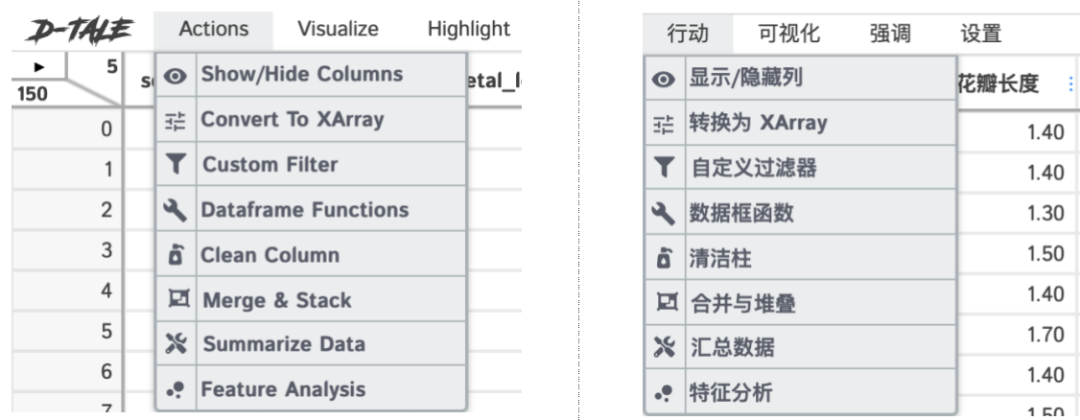 D-TALE Actions Visualize Highlight
5
150
Show/Hide Columns
Convert To XArray
0
Custom Filter
1
Dataframe Functions
2
Clean Column
3
Merge & Stack
4
Summarize Data
5
Feature Analysis
6
行动 可视化 强调 设置
显示/隐藏列 花瓣长度
转换为 XArray 1.40
自定义过滤器 1.40
数据框函数 1.30
清洁柱 1.50
合并与堆叠 1.40
汇总数据 1.70
特征分析 1.40
1.50